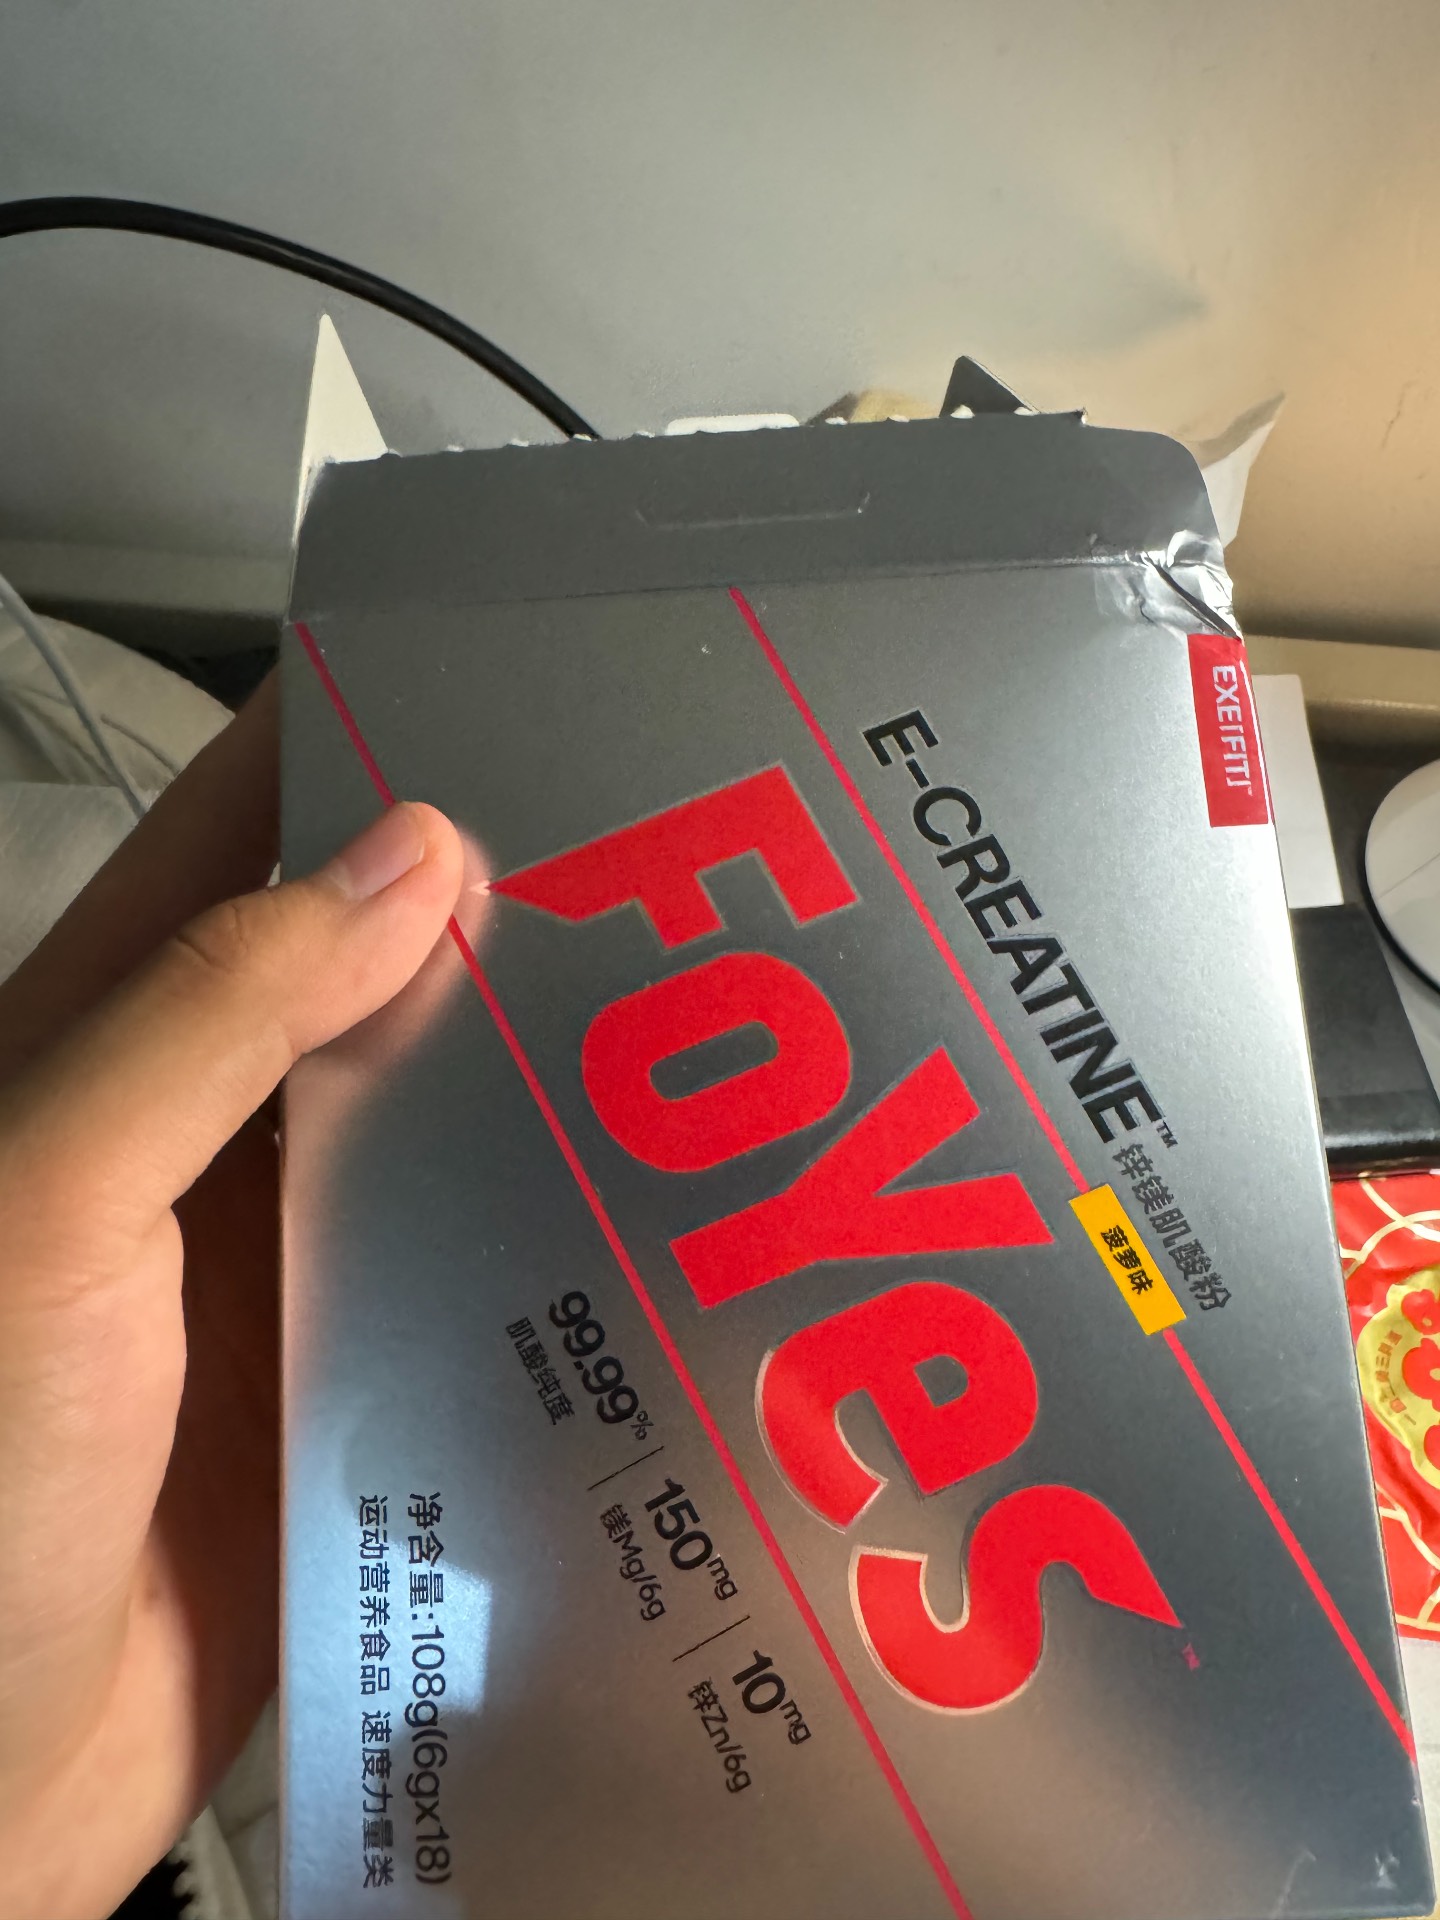 EXEIFIT
E-CREATINE™ 锌镁肌酸粉
菠萝味
FoYes™
99.99%
肌酸纯度
150mg
镁Mg/6g
10mg
锌Zn/6g
净含量:108g(6gx18)
运动营养食品 速度力量类